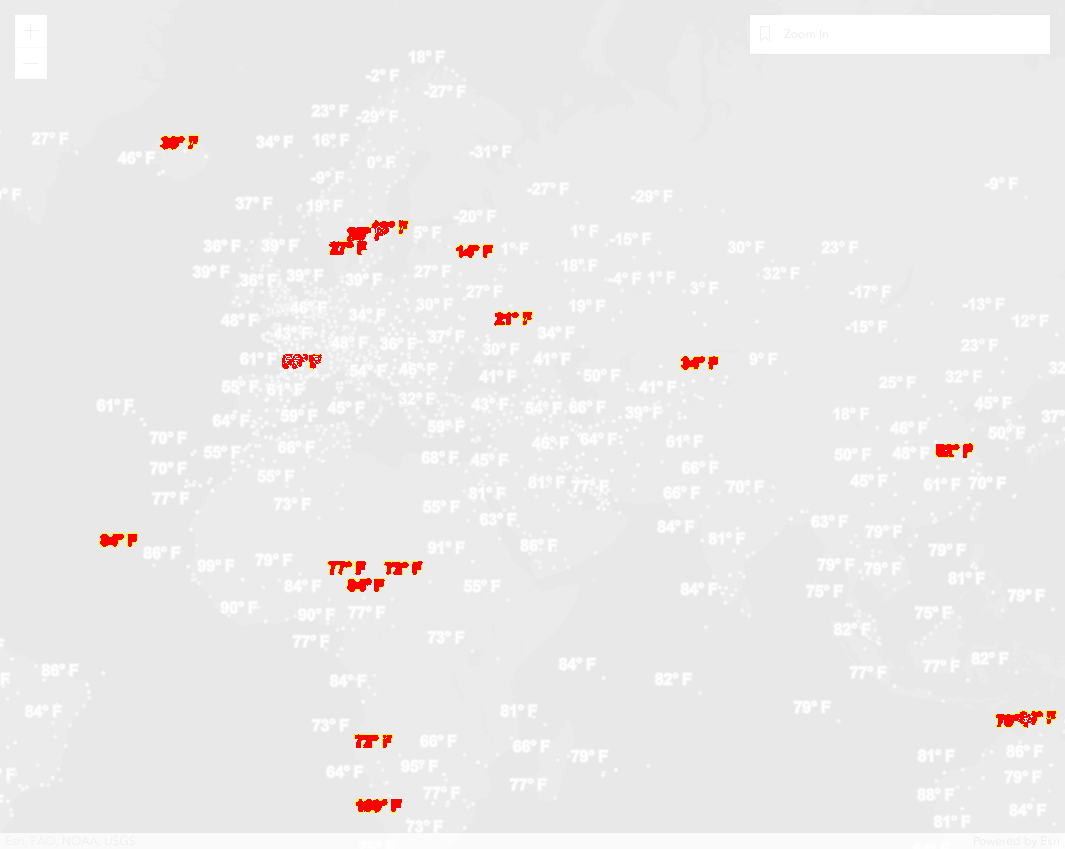 Zoom In
18° F
-2° F
-27° F
23° F
-29° F
27° F
34° F
16° F
46° F
-31° F
0° F
-9° F
-9° F
-27° F
-29° F
37° F
19° F
-20° F
5° F
1° F
-15° F
36° F
39° F
27° F
14° F
1° F
30° F
23° F
39° F
36° F
39° F
39° F
27° F
18° F
-4° F
1° F
32° F
3° F
27° F
-17° F
46° F
30° F
19° F
-13° F
48° F
34° F
21° F
12° F
43° F
37° F
34° F
-15° F
48° F
36° F
30° F
23° F
61° F
41° F
34° F
9° F
54° F
46° F
41° F
50° F
25° F
32° F
55° F
61° F
41° F
61° F
32° F
45° F
43° F
54° F
66° F
39° F
45° F
64° F
59° F
18° F
37°
70° F
59° F
46° F
50° F
55° F
66° F
46° F
64° F
61° F
50° F
48° F
70° F
68° F
45° F
66° F
55° F
81° F
77° F
70° F
45° F
61° F
70° F
77° F
73° F
81° F
66° F
55° F
63° F
84° F
63° F
84° F
86° F
91° F
86° F
81° F
79° F
79° F
99° F
79° F
77° F
72° F
79° F
79° F
84° F
84° F
55° F
84° F
75° F
81° F
79° F
90° F
90° F
77° F
75° F
77° F
73° F
82° F
86° F
84° F
84° F
82° F
77° F
77° F
82° F
84° F
73° F
81° F
79° F
66° F
66° F
79° F
81° F
86° F
64° F
95° F
79° F
77° F
77° F
88° F
73° F
81° F
84° F
Esri, FAO, NOAA, USGS
Powered by Esri